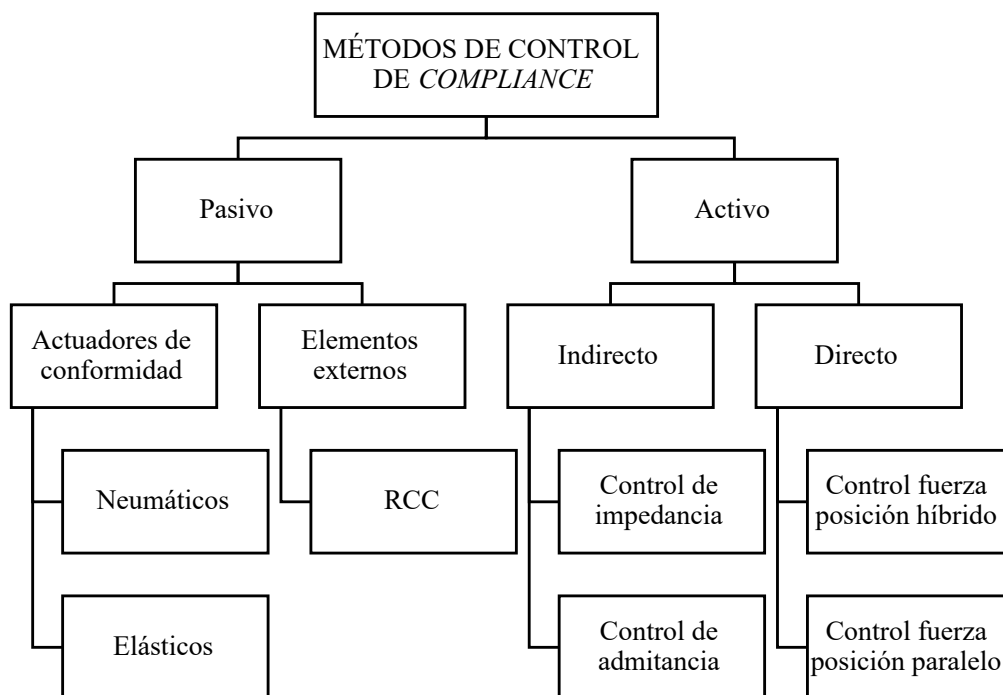 MÉTODOS DE CONTROL
DE COMPLIANCE
Pasivo
Activo
Actuadores de
conformidad
Elementos
externos
Indirecto
Directo
Neumáticos
RCC
Control de
impedancia
Control fuerza
posición híbrido
Elásticos
Control de
admitancia
Control fuerza
posición paralelo